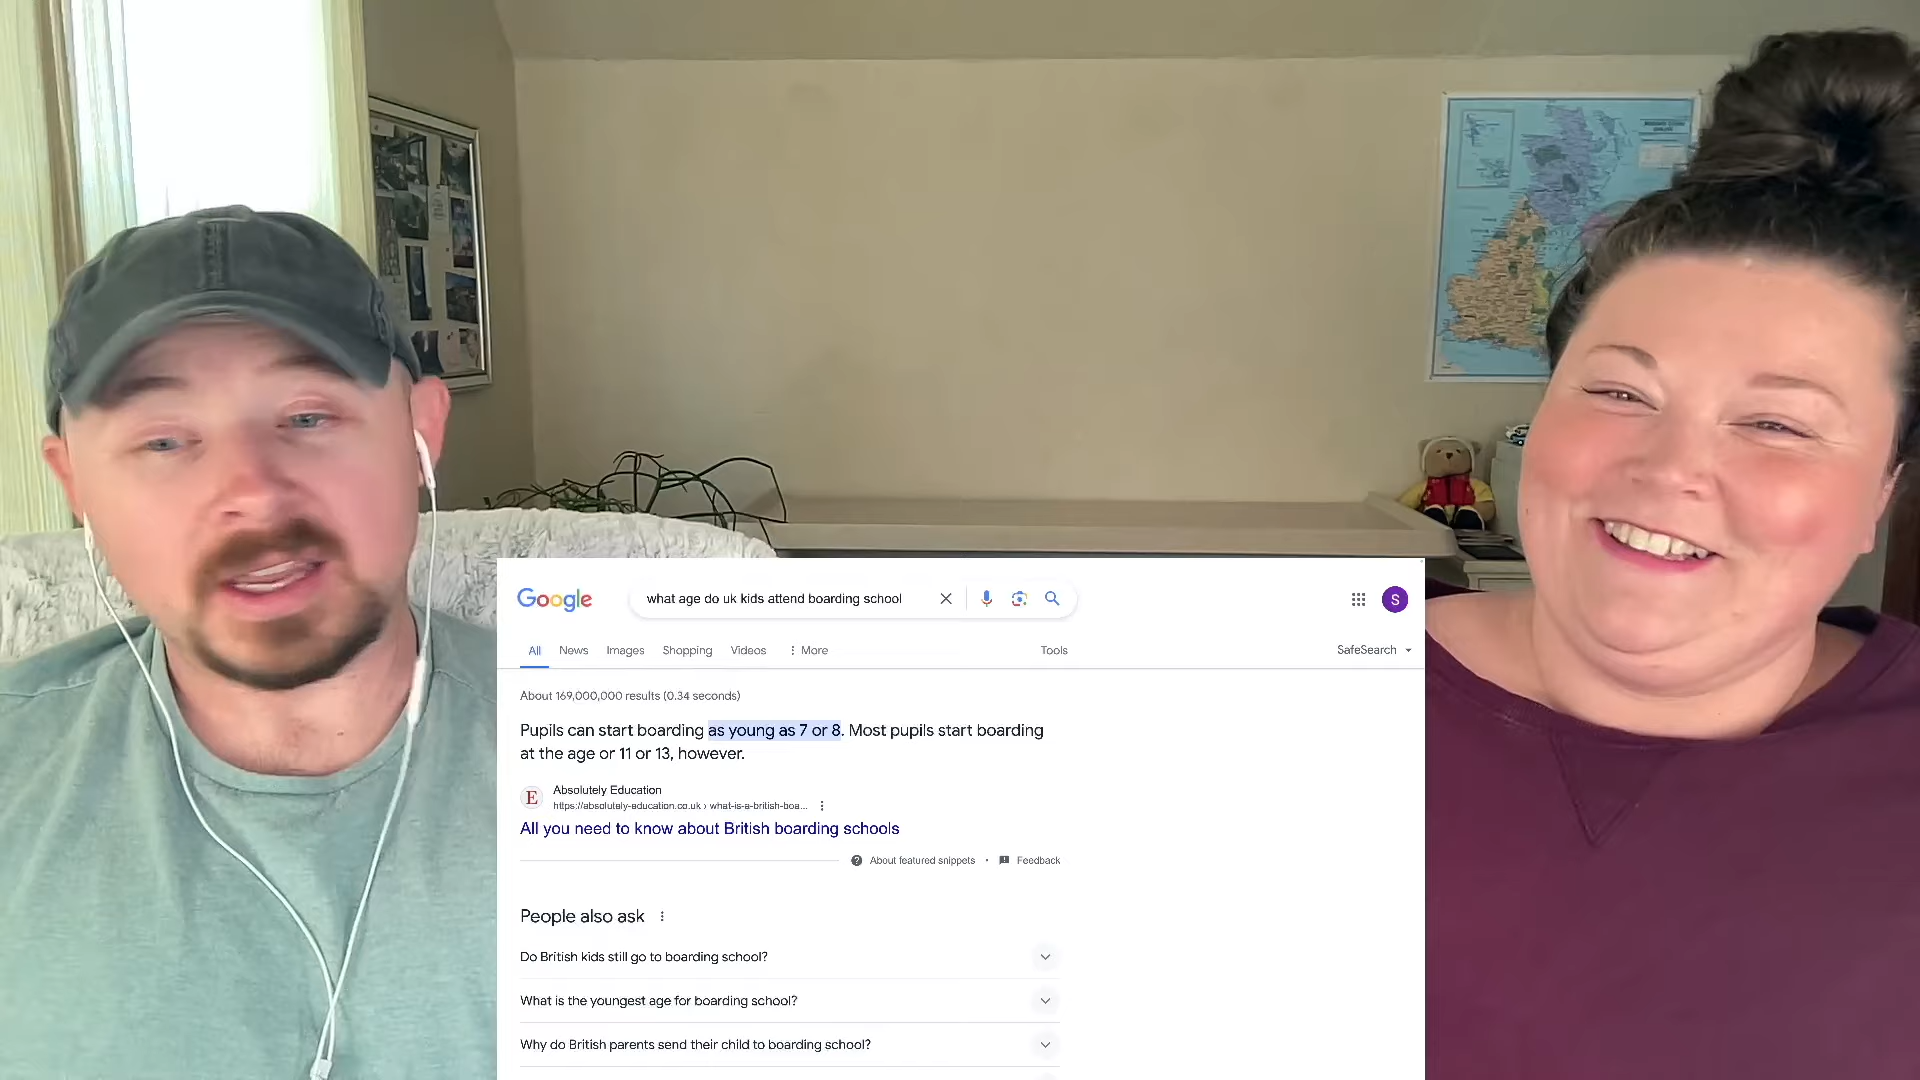 Google
what age do uk kids attend boarding school
S
All News Images Shopping Videos More Tools SafeSearch
About 169,000,000 results (0.34 seconds)
Pupils can start boarding as young as 7 or 8. Most pupils start boarding
at the age or 11 or 13, however.
E
Absolutely Education
https://absolutely-education.co.uk › what-is-a-british-boa...
All you need to know about British boarding schools
About featured snippets • Feedback
People also ask
Do British kids still go to boarding school?
What is the youngest age for boarding school?
Why do British parents send their child to boarding school?